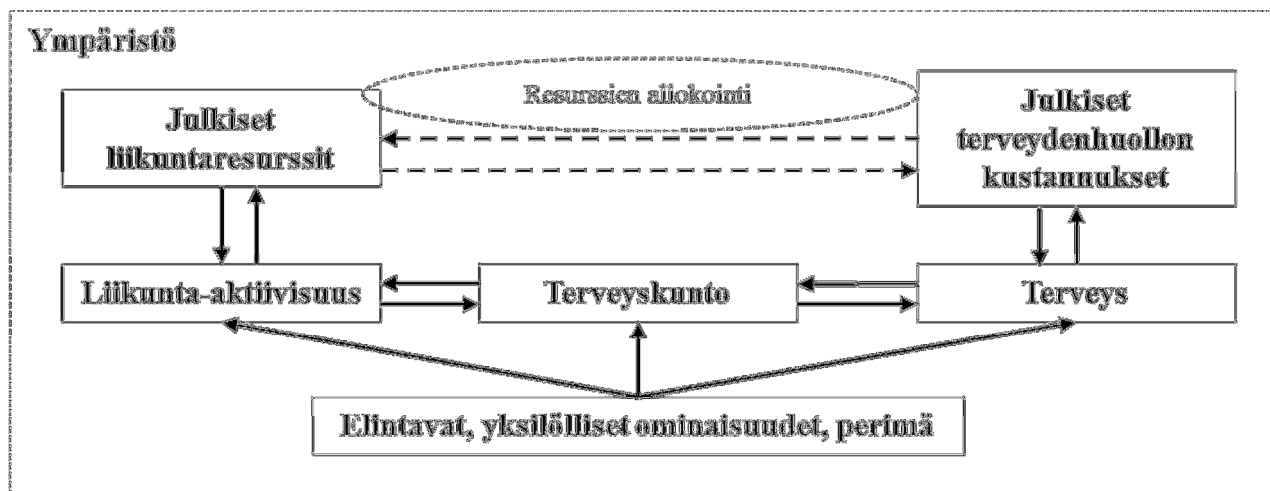 Ympäristö
Resurssien allokointi
Julkiset
liikuntaresurssit
Julkiset
terveydenhuollon
kustannukset
Liikunta-aktiivisuus
Terveyskunto
Terveys
Elintavat, yksilölliset ominaisuudet, perimä